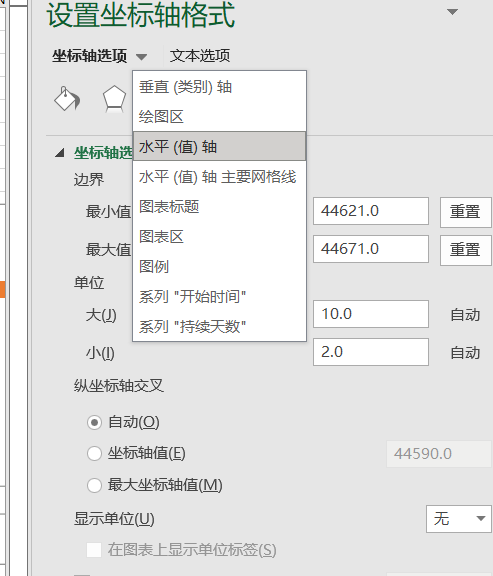 设置坐标轴格式
坐标轴选项 文本选项
垂直 (类别) 轴
绘图区
水平 (值) 轴
水平 (值) 轴 主要网格线
图表标题
图表区
图例
系列 "开始时间"
系列 "持续天数"
坐标轴选
边界
最小值 44621.0 重置
最大值 44671.0 重置
单位
大(J) 10.0 自动
小(I) 2.0 自动
纵坐标轴交叉
自动(O)
坐标轴值(E) 44590.0
最大坐标轴值(M)
显示单位(U) 无
在图表上显示单位标签(S)